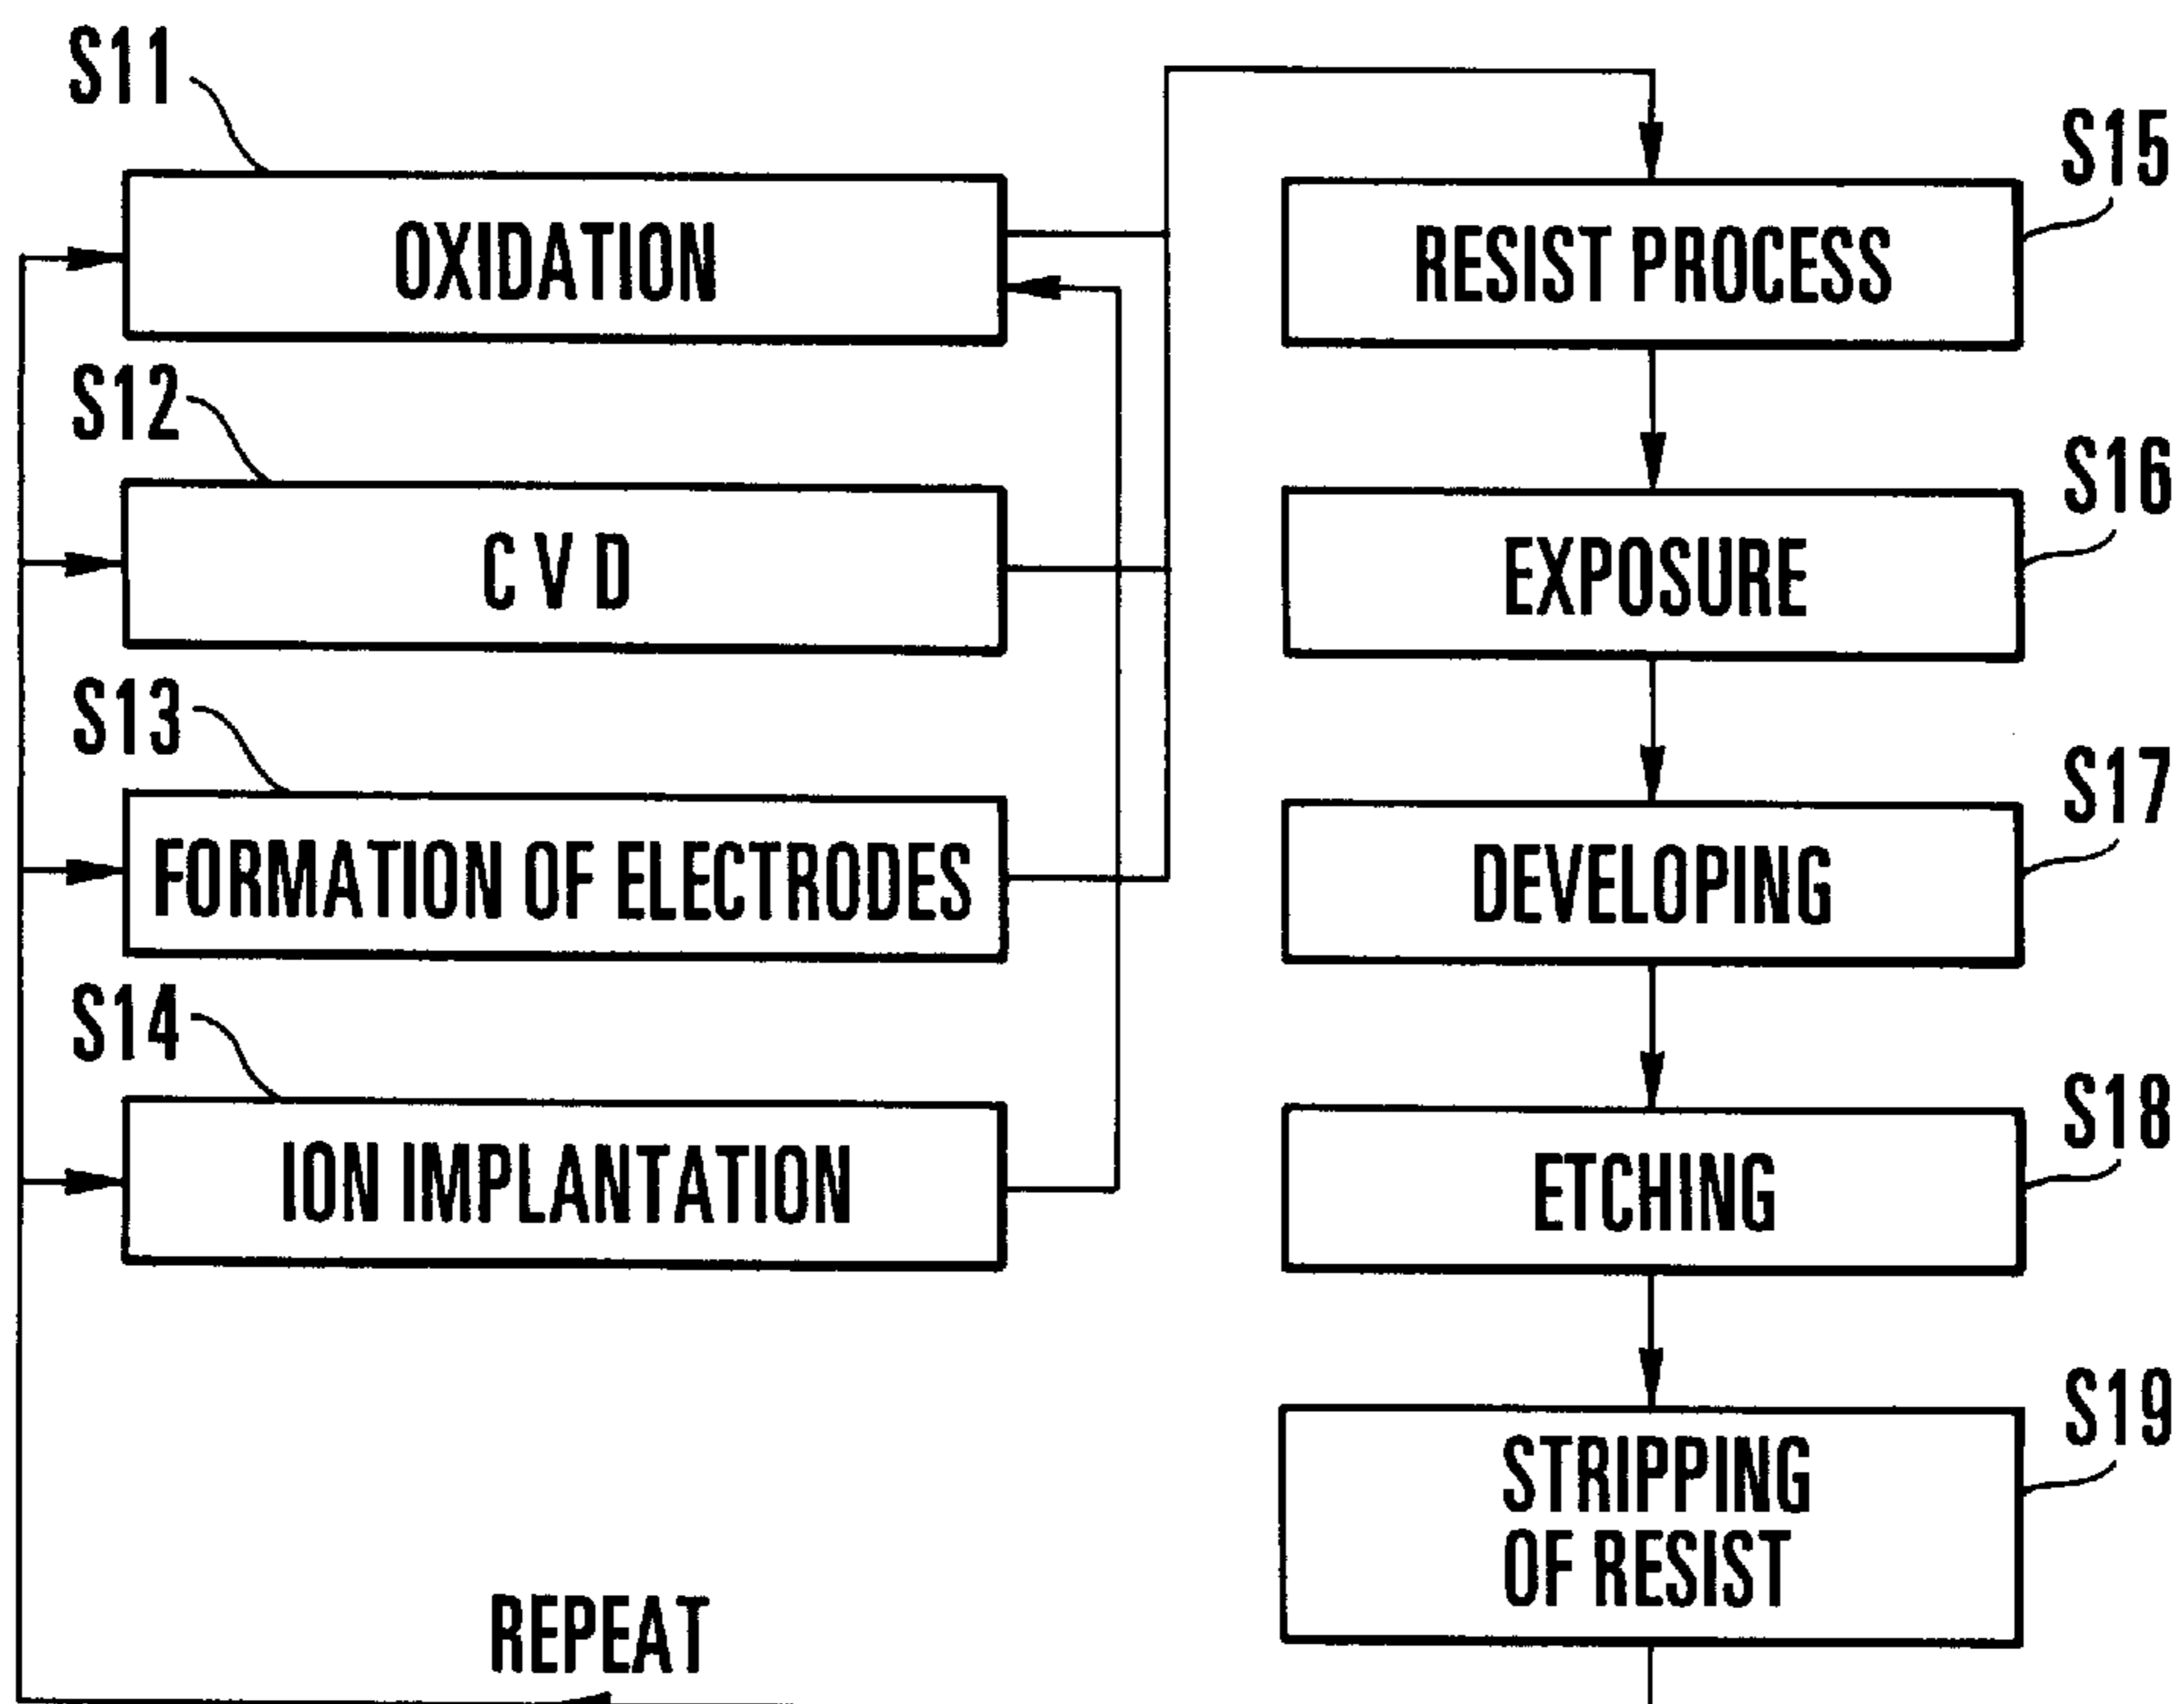 S11
OXIDATION
S12
CVD
S13
FORMATION OF ELECTRODES
S14
ION IMPLANTATION
REPEAT
S15
RESIST PROCESS
S16
EXPOSURE
S17
DEVELOPING
S18
ETCHING
S19
STRIPPING
OF RESIST